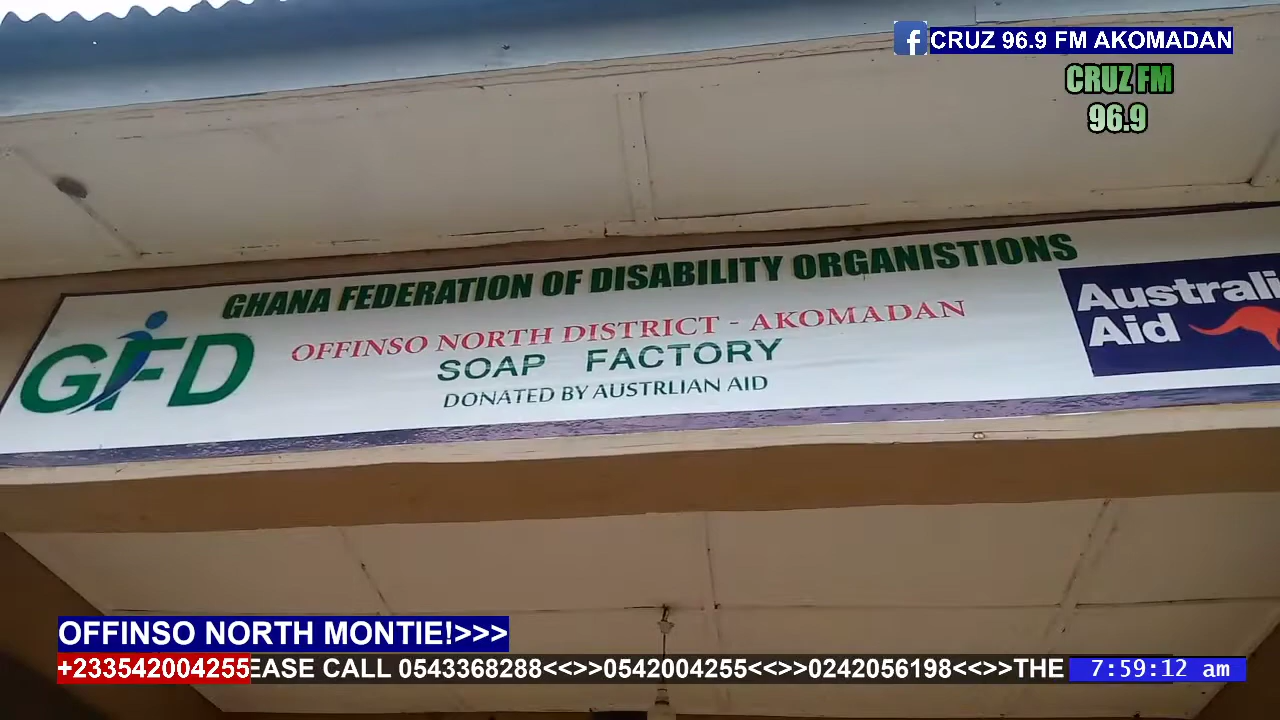 CRUZ 96.9 FM AKOMADAN
CRUZ FM
96.9
GHANA FEDERATION OF DISABILITY ORGANISTIONS
GFD
OFFINSO NORTH DISTRICT - AKOMADAN
SOAP FACTORY
DONATED BY AUSTRLIAN AID
Australi
Aid
OFFINSO NORTH MONTIE!>>>
+233542004255EASE CALL 0543368288<<>>0542004255<<>>0242056198<<>>THE
7:59:12 am